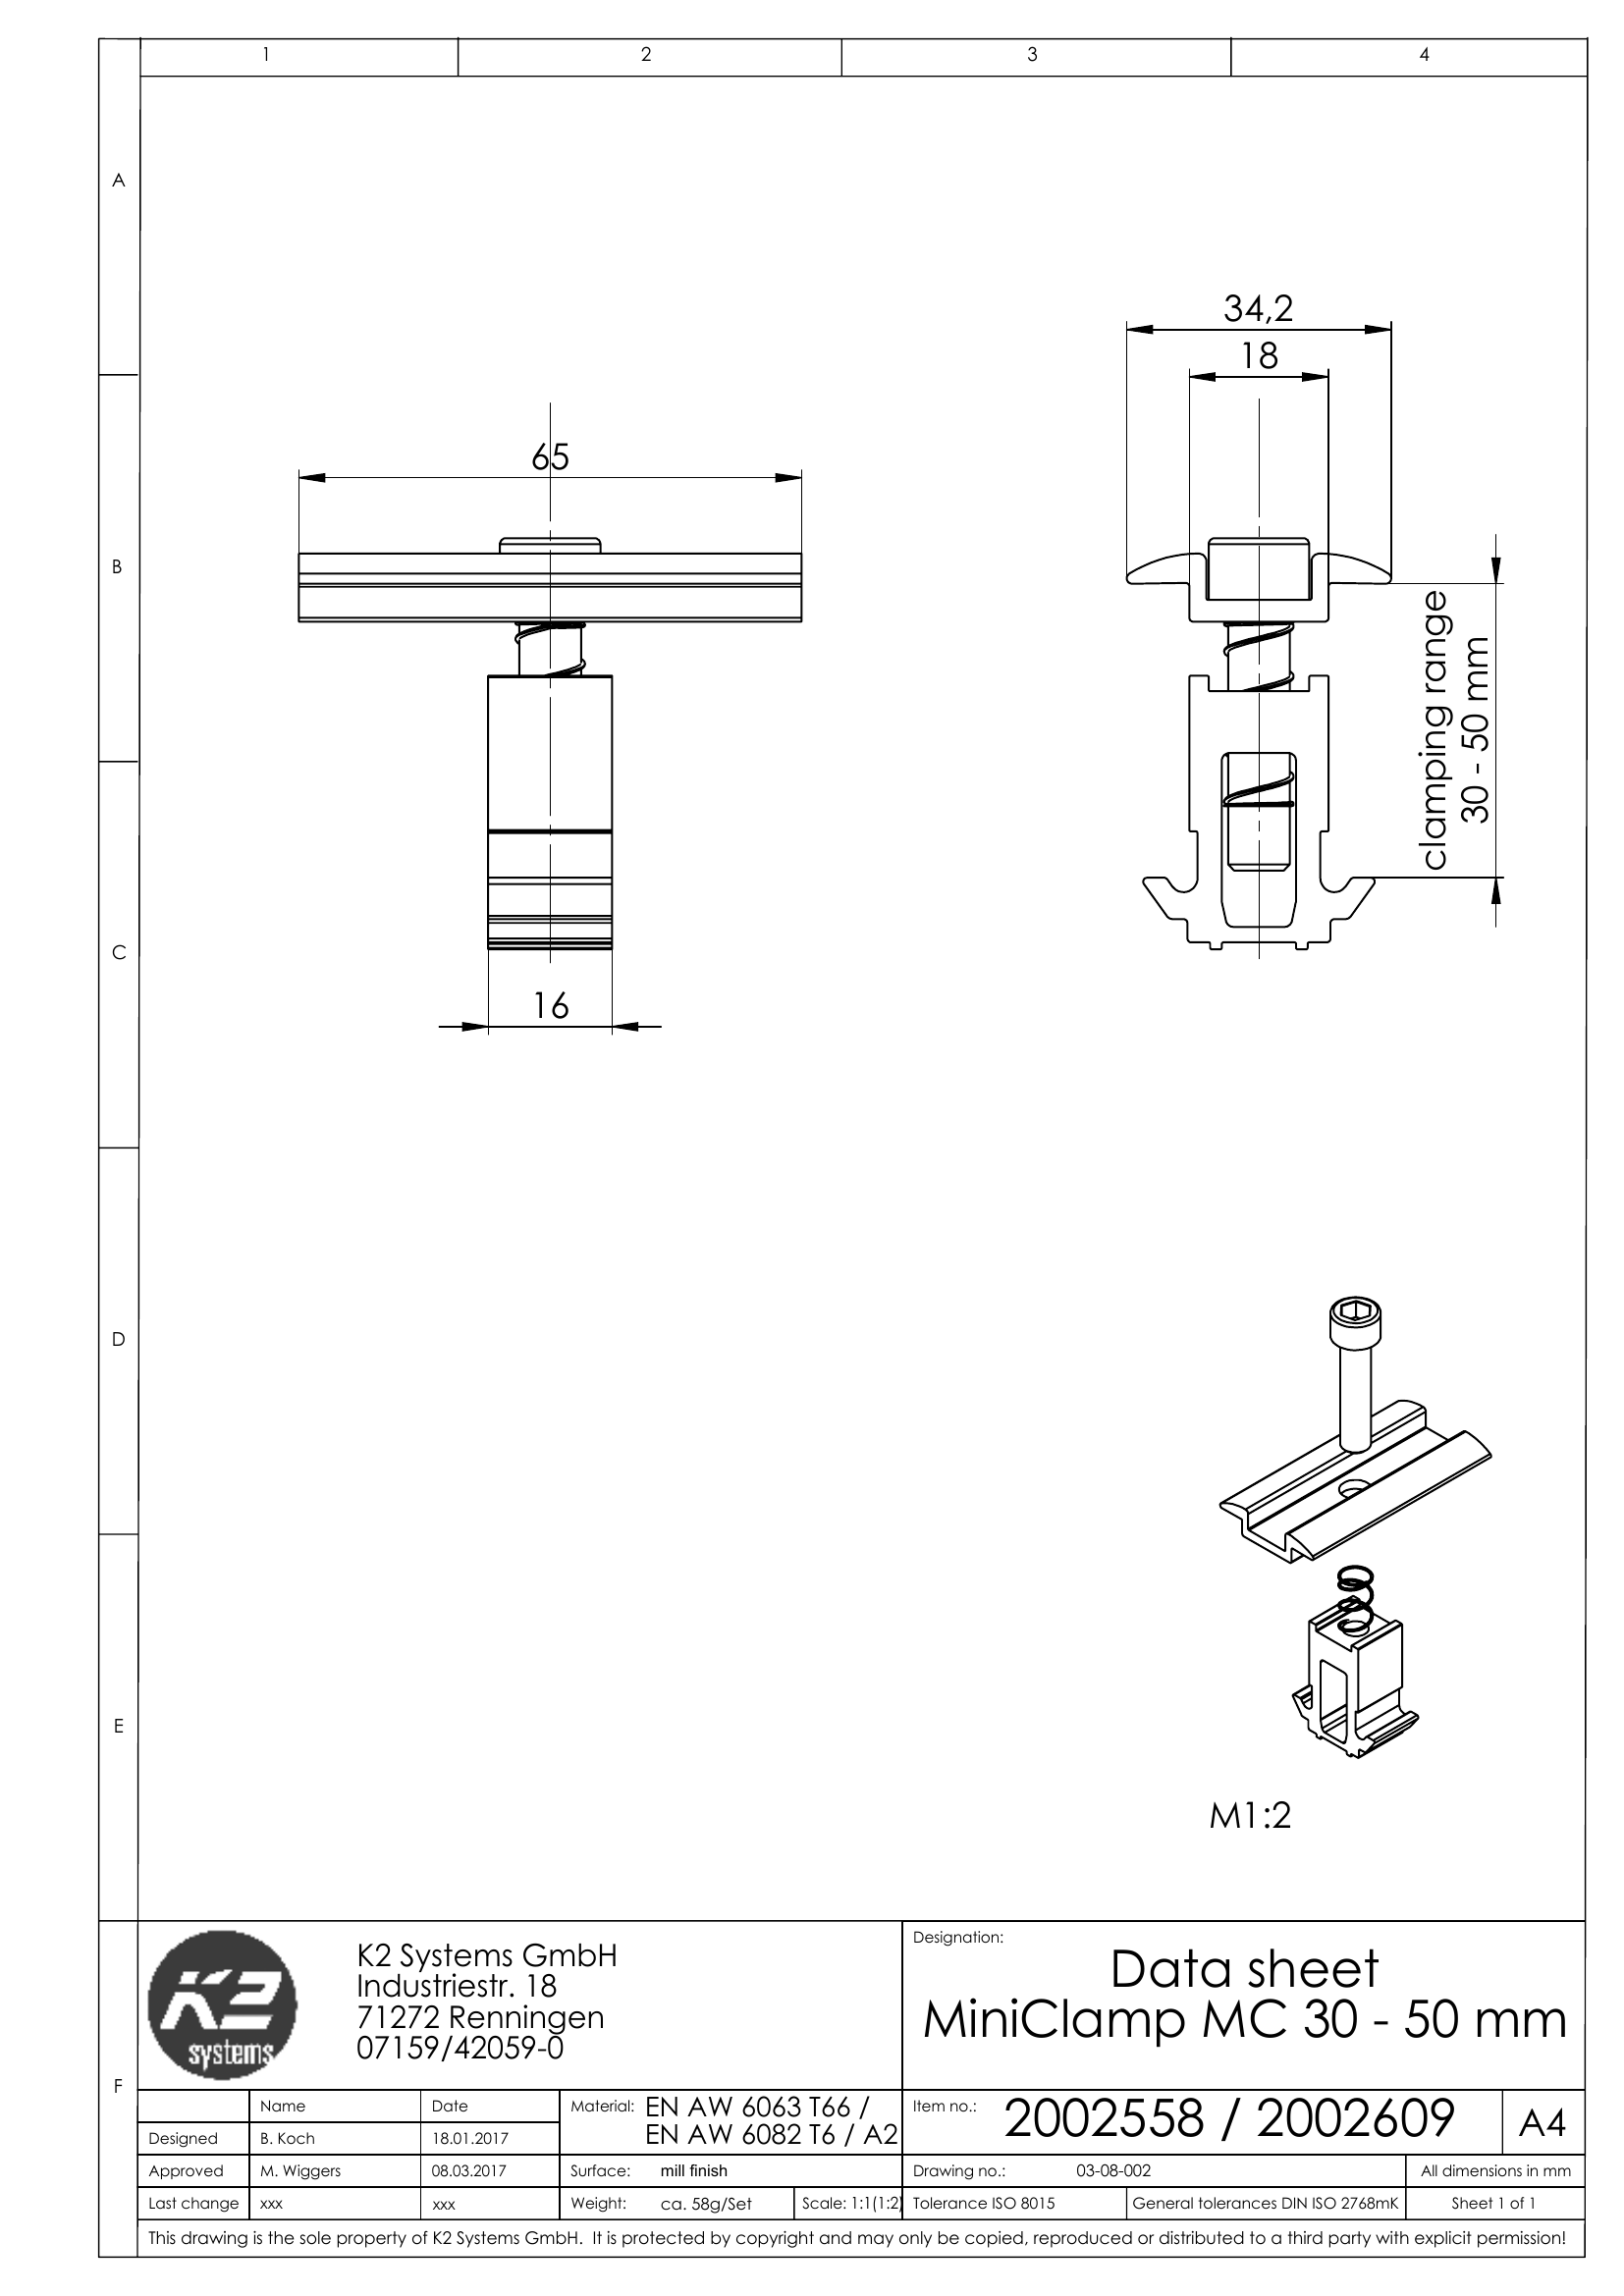 1
2
3
4
A
B
C
D
E
F
34,2
18
65
clamping range
30 - 50 mm
16
M1:2
K2
systems
K2 Systems GmbH
Industriestr. 18
71272 Renningen
07159/42059-0
Designation:
Data sheet
MiniClamp MC 30 - 50 mm
Name
Date
Material: EN AW 6063 T66 /
EN AW 6082 T6 / A2
Item no.: 2002558 / 2002609
A4
Designed
B. Koch
18.01.2017
Approved
M. Wiggers
08.03.2017
Surface: mill finish
Drawing no.: 03-08-002
All dimensions in mm
Last change
xxx
xxx
Weight: ca. 58g/Set
Scale: 1:1(1:2)
Tolerance ISO 8015
General tolerances DIN ISO 2768mK
Sheet 1 of 1
This drawing is the sole property of K2 Systems GmbH. It is protected by copyright and may only be copied, reproduced or distributed to a third party with explicit permission!